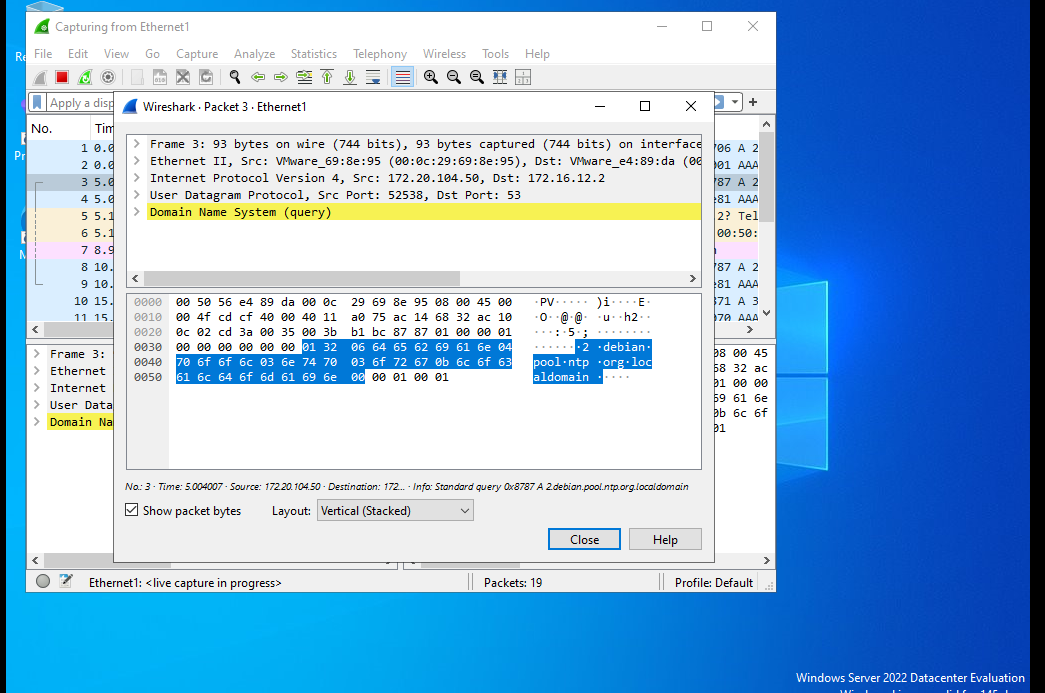 Capturing from Ethernet1
File Edit View Go Capture Analyze Statistics Telephony Wireless Tools Help
Apply a disp
Wireshark · Packet 3 · Ethernet1
Frame 3: 93 bytes on wire (744 bits), 93 bytes captured (744 bits) on interface
Ethernet II, Src: VMware_69:8e:95 (00:0c:29:69:8e:95), Dst: VMware_e4:89:da (00
Internet Protocol Version 4, Src: 172.20.104.50, Dst: 172.16.12.2
User Datagram Protocol, Src Port: 52538, Dst Port: 53
Domain Name System (query)
0000 00 50 56 e4 89 da 00 0c 29 69 8e 95 08 00 45 00 ·PV····· )i····E·
0010 00 4f cd cf 40 00 40 11 a0 75 ac 14 68 32 ac 10 ·O··@·@· ·u··h2··
0020 0c 02 cd 3a 00 35 00 3b b1 bc 87 87 01 00 00 01 ···:·5·; ········
0030 00 00 00 00 00 00 01 32 06 64 65 62 69 61 6e 04 ·······2 ·debian·
0040 70 6f 6f 6c 03 6e 74 70 03 6f 72 67 0b 6c 6f 63 pool·ntp ·org·loc
0050 61 6c 64 6f 6d 61 69 6e 00 00 01 00 01 aldomain ·····
No.: 3 · Time: 5.004007 · Source: 172.20.104.50 · Destination: 172... · Info: Standard query 0x8787 A 2.debian.pool.ntp.org.localdomain
Show packet bytes Layout: Vertical (Stacked)
Close Help
No. Tim
1 0.0 706 A 2
2 0.0 001 AAA
3 5.0 787 A 2
4 5.0 e81 AAA
5 5.1 2? Tel
6 5.1 00:50:
7 8.9
8 10. 787 A 2
9 10. e81 AAA
10 15. 871 A 3
11 15. 070 AAA
Frame 3: 08 00 45
Ethernet 68 32 ac
Internet 01 00 00
User Data 69 61 6e
Domain Na 0b 6c 6f
01
Ethernet1: <live capture in progress> Packets: 19 Profile: Default
Windows Server 2022 Datacenter Evaluation